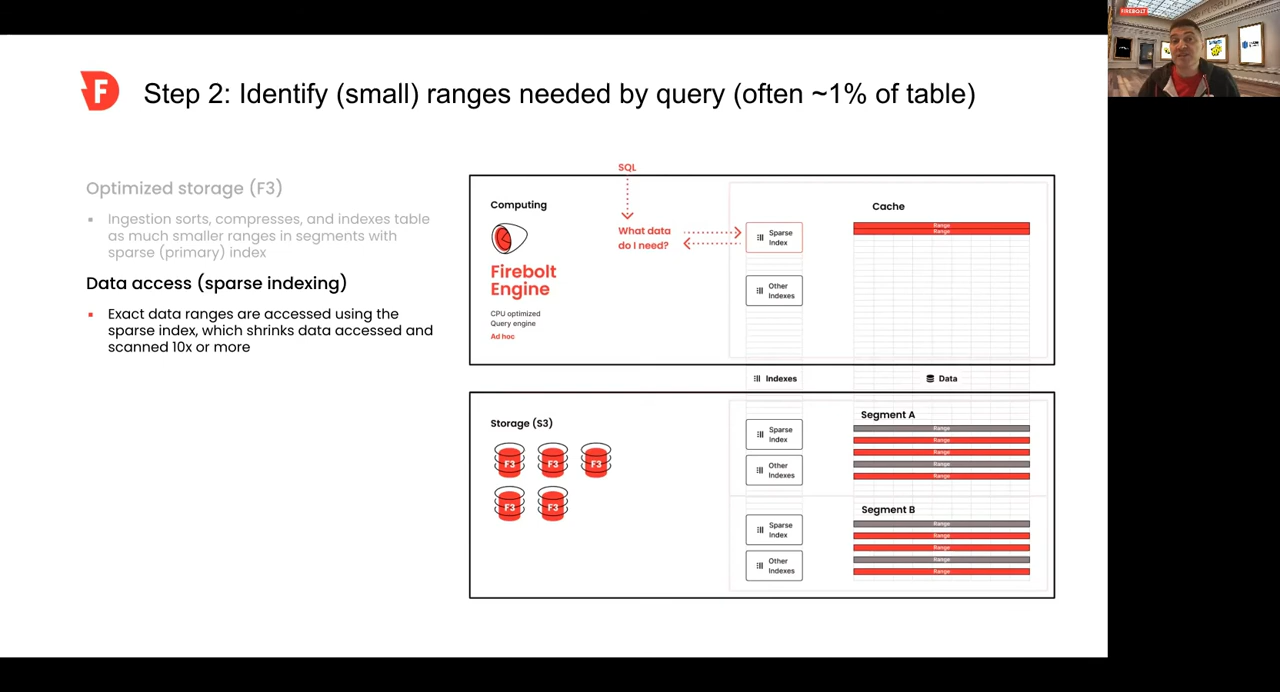 FIREBOLT
F
Step 2: Identify (small) ranges needed by query (often ~1% of table)
Optimized storage (F3)
Ingestion sorts, compresses, and indexes table
as much smaller ranges in segments with
sparse (primary) index
Data access (sparse indexing)
Exact data ranges are accessed using the
sparse index, which shrinks data accessed and
scanned 10x or more
SQL
Computing
What data
do I need?
Firebolt
Engine
CPU optimized
Query engine
Ad hoc
Sparse
Index
Other
Indexes
Cache
Range
Range
Indexes
Data
Storage (S3)
F3
F3
F3
F3
F3
Sparse
Index
Other
Indexes
Segment A
Range
Range
Range
Range
Range
Sparse
Index
Other
Indexes
Segment B
Range
Range
Range
Range
Range